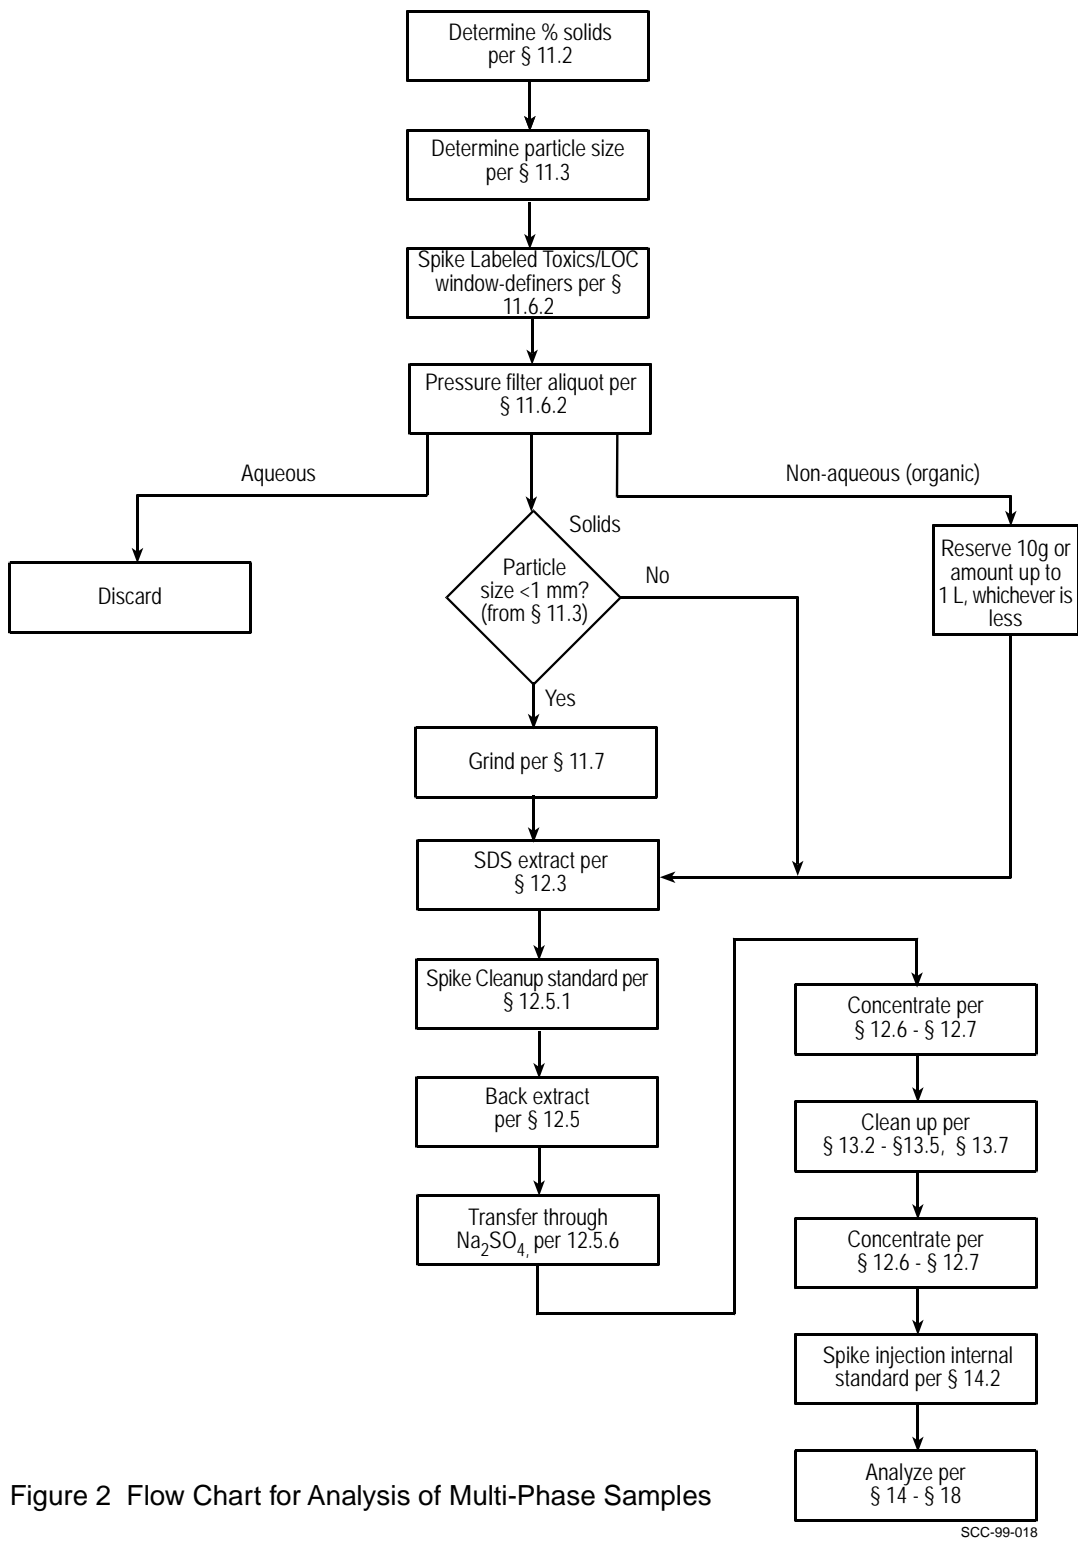 Determine % solids
per § 11.2
Determine particle size
per § 11.3
Spike Labeled Toxics/LOC
window-definers per §
11.6.2
Pressure filter aliquot per
§ 11.6.2
Aqueous
Non-aqueous (organic)
Solids
Discard
Particle
size <1 mm?
(from § 11.3)
No
Reserve 10g or
amount up to
1 L, whichever is
less
Yes
Grind per § 11.7
SDS extract per
§ 12.3
Spike Cleanup standard per
§ 12.5.1
Back extract
per § 12.5
Transfer through
Na2SO4, per 12.5.6
Concentrate per
§ 12.6 - § 12.7
Clean up per
§ 13.2 - §13.5, § 13.7
Concentrate per
§ 12.6 - § 12.7
Spike injection internal
standard per § 14.2
Analyze per
§ 14 - § 18
Figure 2 Flow Chart for Analysis of Multi-Phase Samples
SCC-99-018